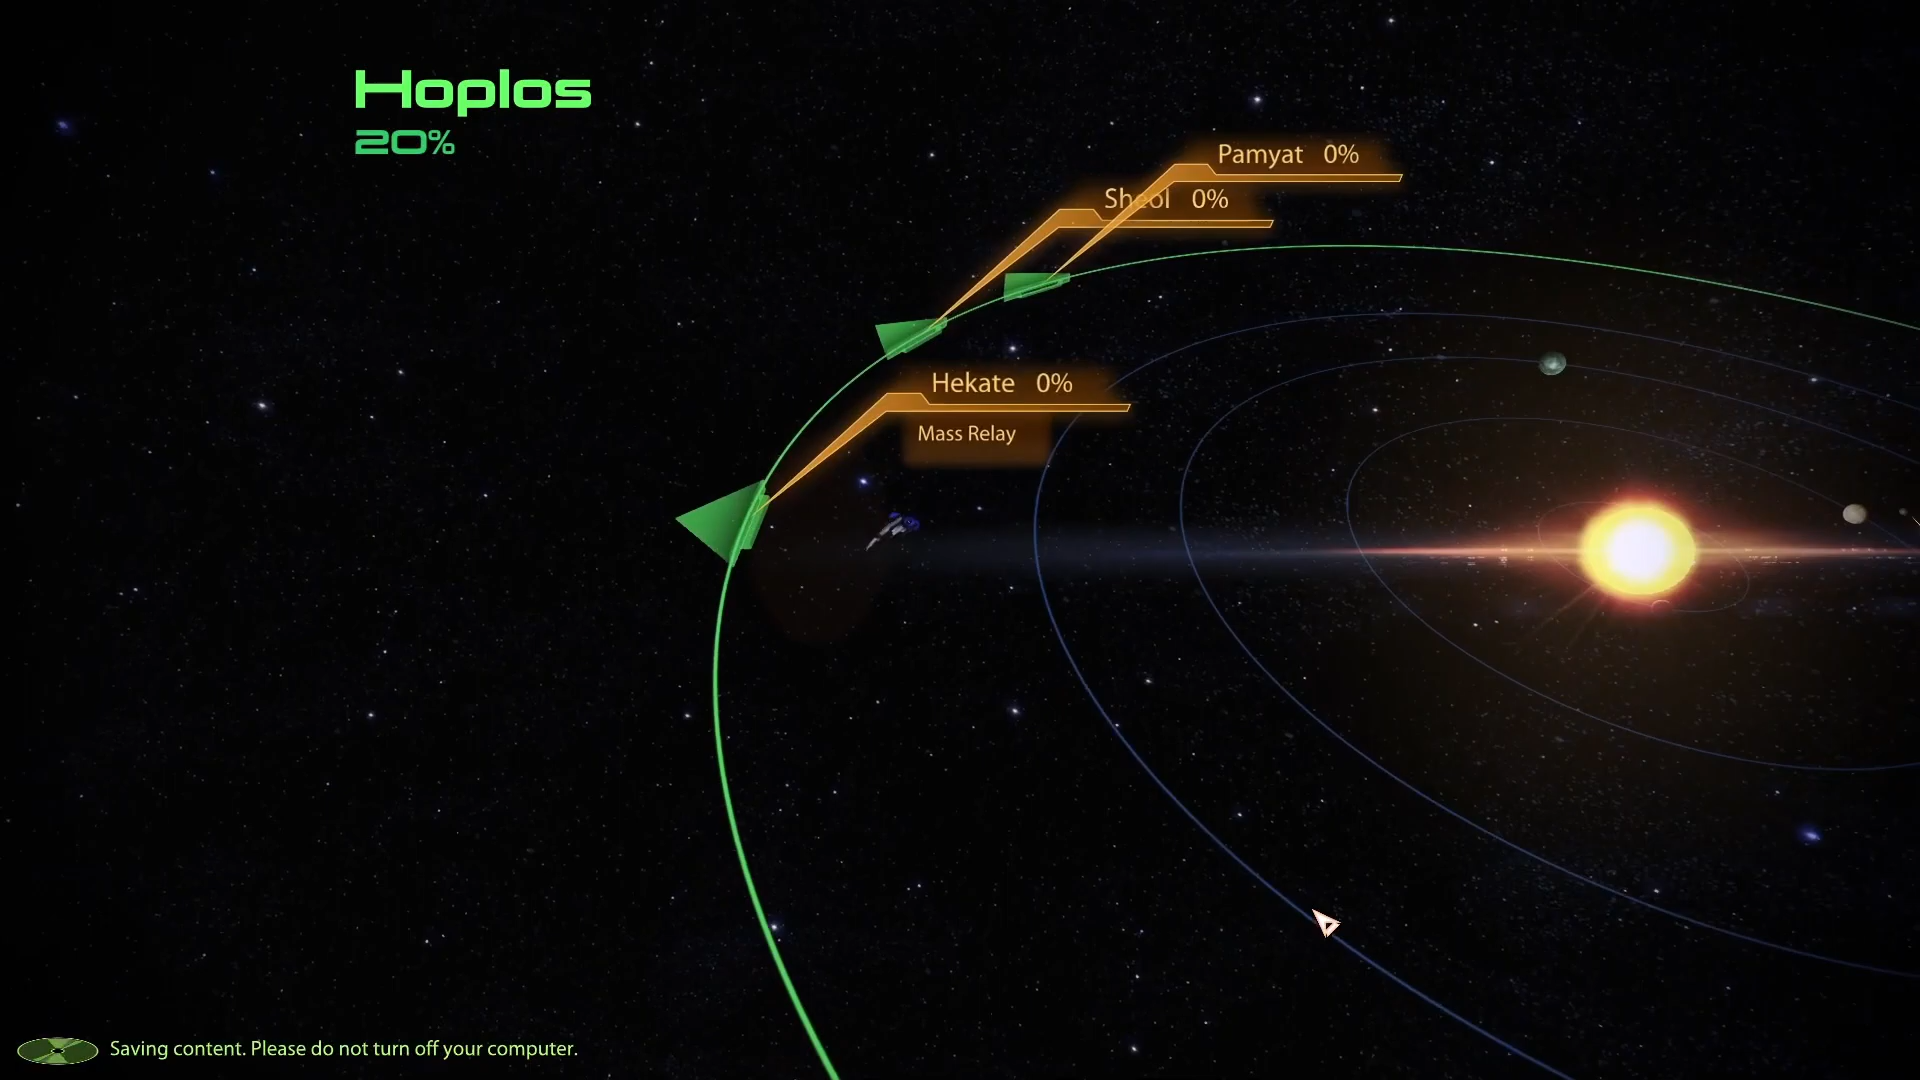 Hoplos
20%
Pamyat 0%
Sheol 0%
Hekate 0%
Mass Relay
Saving content. Please do not turn off your computer.